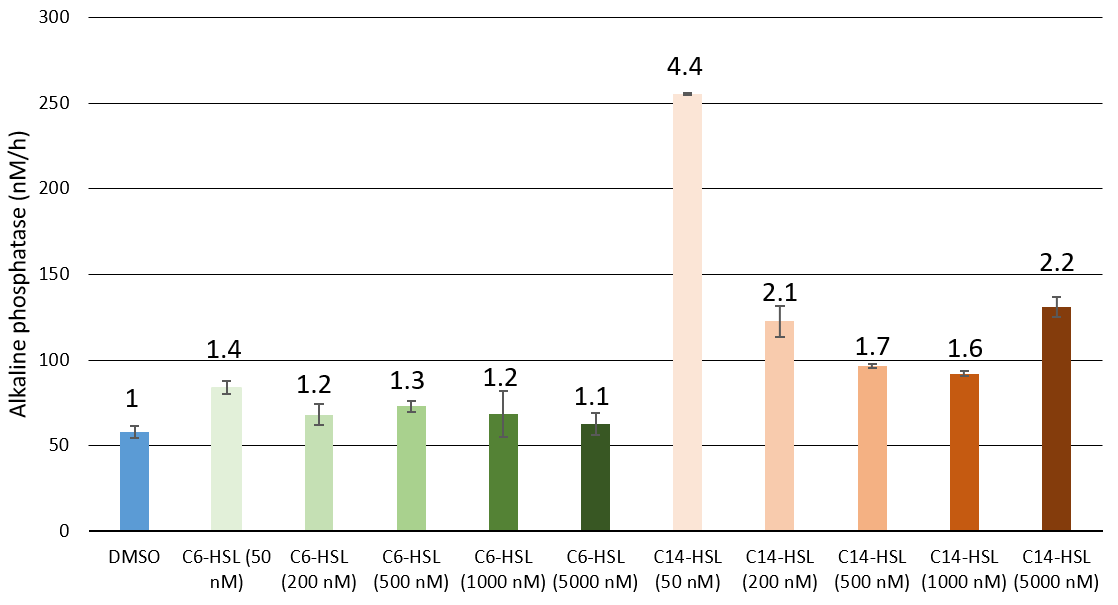 300
250
200
150
100
50
0
Alkaline phosphatase (nM/h)
1
1.4
1.2
1.3
1.2
1.1
4.4
2.1
1.7
1.6
2.2
DMSO
C6-HSL (50
nM)
C6-HSL
(200 nM)
C6-HSL
(500 nM)
C6-HSL
(1000 nM)
C6-HSL
(5000 nM)
C14-HSL
(50 nM)
C14-HSL
(200 nM)
C14-HSL
(500 nM)
C14-HSL
(1000 nM)
C14-HSL
(5000 nM)